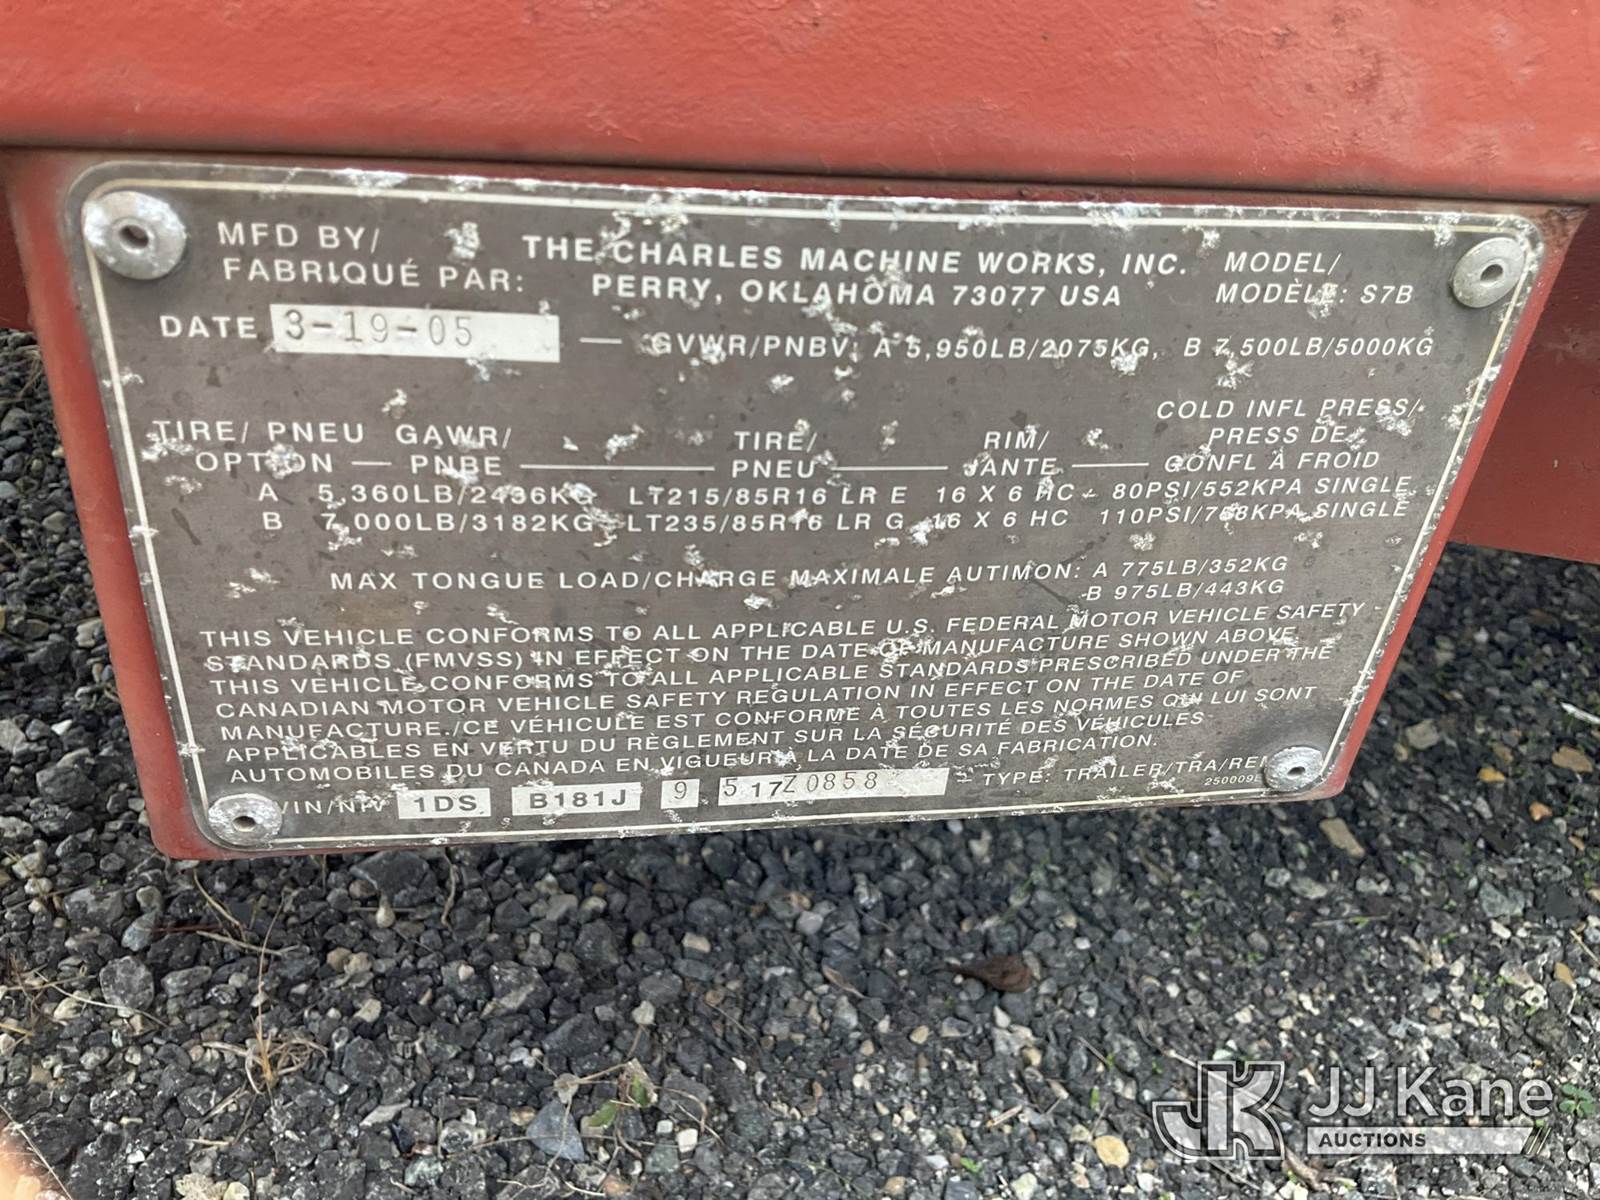 MFD BY/ THE CHARLES MACHINE WORKS, INC. MODEL/
FABRIQUÉ PAR: PERRY, OKLAHOMA 73077 USA MODÈLE: S7B
DATE 3-19-05 — GVWR/PNBV: A 5,950LB/2075KG, B 7,500LB/5000KG
COLD INFL PRESS/
TIRE/ PNEU GAWR/ TIRE/ RIM/ PRESS DE
OPTION — PNBE — PNEU — JANTE — GONFL À FROID
A 5,360LB/2436KG LT215/85R16 LR E 16 X 6 HC - 80PSI/552KPA SINGLE
B 7,000LB/3182KG LT235/85R16 LR G 16 X 6 HC 110PSI/758KPA SINGLE
MAX TONGUE LOAD/CHARGE MAXIMALE AUTIMON: A 775LB/352KG
B 975LB/443KG
THIS VEHICLE CONFORMS TO ALL APPLICABLE U.S. FEDERAL MOTOR VEHICLE SAFETY
STANDARDS (FMVSS) IN EFFECT ON THE DATE OF MANUFACTURE SHOWN ABOVE
THIS VEHICLE CONFORMS TO ALL APPLICABLE STANDARDS PRESCRIBED UNDER THE
CANADIAN MOTOR VEHICLE SAFETY REGULATION IN EFFECT ON THE DATE OF
MANUFACTURE./CE VÉHICULE EST CONFORME À TOUTES LES NORMES QUI LUI SONT
APPLICABLES EN VERTU DU RÈGLEMENT SUR LA SÉCURITÉ DES VÉHICULES
AUTOMOBILES DU CANADA EN VIGUEUR À LA DATE DE SA FABRICATION.
VIN/NIV 1DS B181J 9 5 17Z0858 – TYPE: TRAILER/TRA/REM
JJ Kane
AUCTIONS